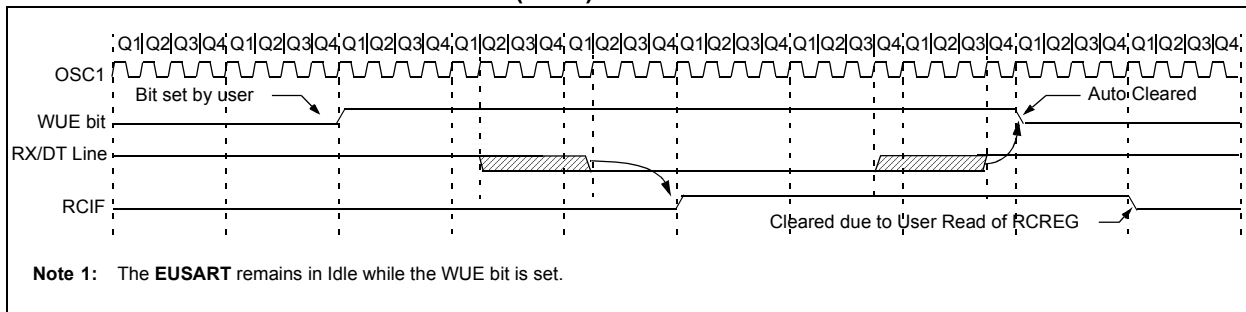 Q1|Q2|Q3|Q4|Q1|Q2|Q3|Q4|Q1|Q2|Q3|Q4|Q1|Q2|Q3|Q4|Q1|Q2|Q3|Q4|Q1|Q2|Q3|Q4|Q1|Q2|Q3|Q4|Q1|Q2|Q3|Q4|Q1|Q2|Q3|Q4|Q1|Q2|Q3|Q4
OSC1
Bit set by user
Auto Cleared
WUE bit
RX/DT Line
RCIF
Cleared due to User Read of RCREG
Note 1: The EUSART remains in Idle while the WUE bit is set.